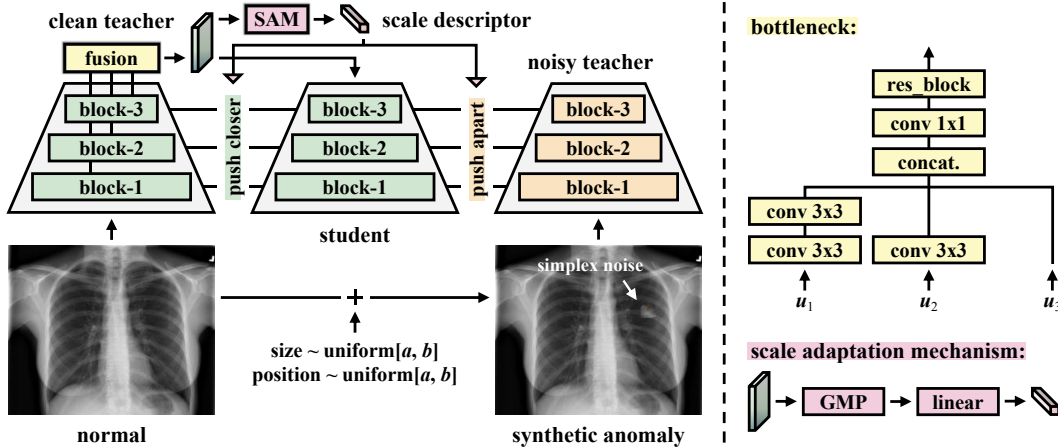 clean teacher
SAM
scale descriptor
fusion
noisy teacher
block-3
block-2
block-1
push closer
block-3
block-2
block-1
push apart
block-3
block-2
block-1
student
simplex noise
+
size ~ uniform[a, b]
position ~ uniform[a, b]
normal
synthetic anomaly
bottleneck:
res_block
conv 1x1
concat.
conv 3x3
conv 3x3
conv 3x3
u1
u2
u3
scale adaptation mechanism:
GMP
linear